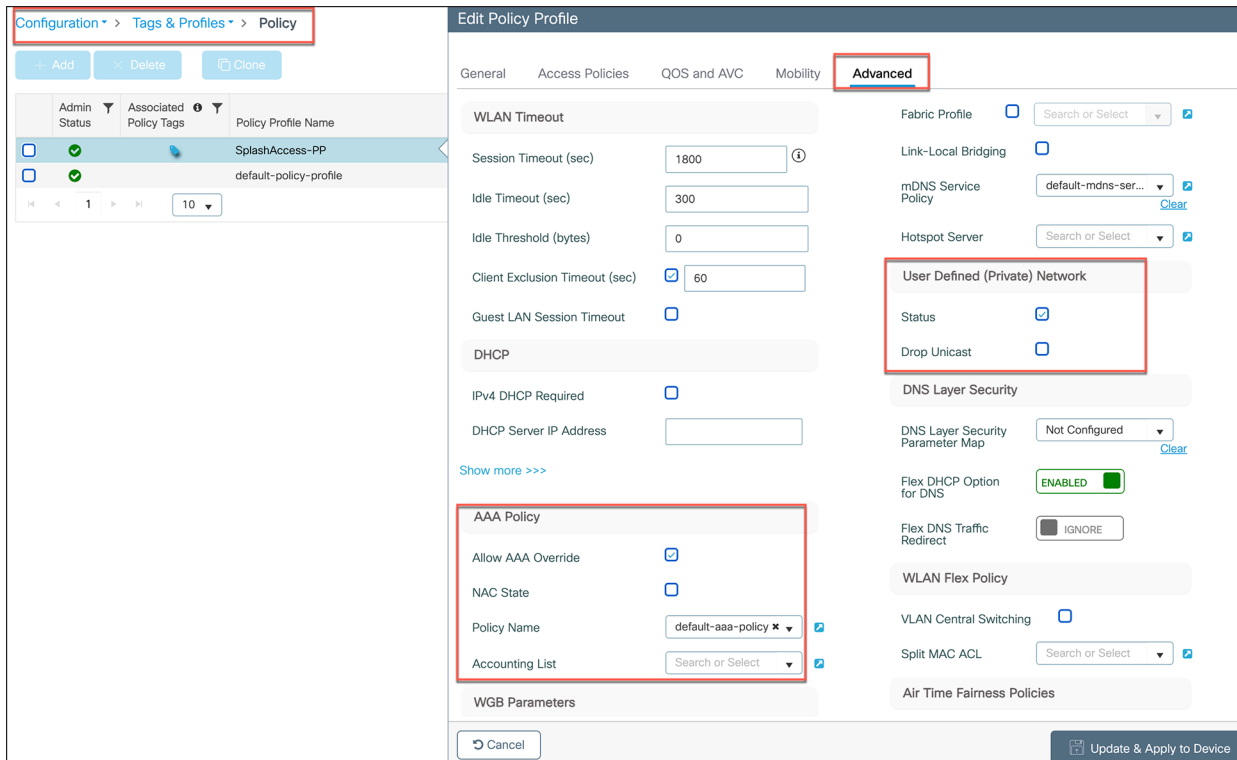 Configuration > Tags & Profiles > Policy
+ Add
× Delete
Clone
Admin Status
Associated Policy Tags
Policy Profile Name
SplashAccess-PP
default-policy-profile
1
10
Edit Policy Profile
General
Access Policies
QOS and AVC
Mobility
Advanced
WLAN Timeout
Session Timeout (sec)
1800
Idle Timeout (sec)
300
Idle Threshold (bytes)
0
Client Exclusion Timeout (sec)
60
Guest LAN Session Timeout
DHCP
IPv4 DHCP Required
DHCP Server IP Address
Show more >>>
AAA Policy
Allow AAA Override
NAC State
Policy Name
default-aaa-policy ×
Accounting List
Search or Select
WGB Parameters
Fabric Profile
Search or Select
Link-Local Bridging
mDNS Service
Policy
default-mdns-ser...
Clear
Hotspot Server
Search or Select
User Defined (Private) Network
Status
Drop Unicast
DNS Layer Security
DNS Layer Security
Parameter Map
Not Configured
Clear
Flex DHCP Option
for DNS
ENABLED
Flex DNS Traffic
Redirect
IGNORE
WLAN Flex Policy
VLAN Central Switching
Split MAC ACL
Search or Select
Air Time Fairness Policies
Cancel
Update & Apply to Device